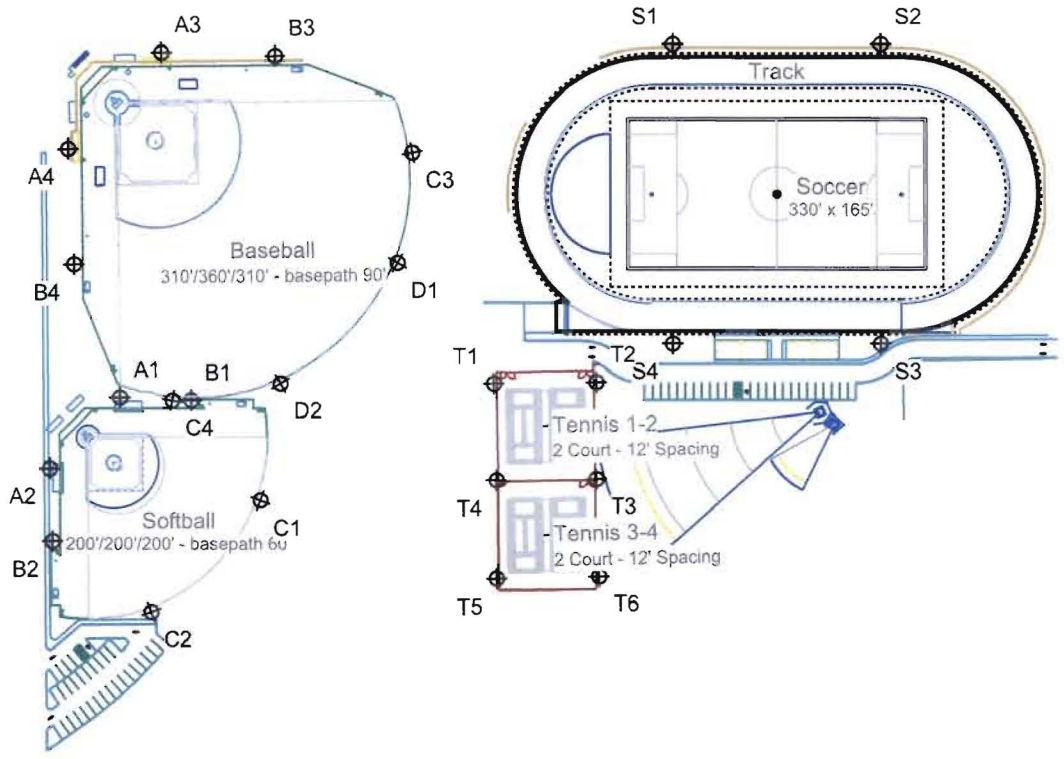 S1
S2
A3
B3
Track
A4
C3
Soccer
330' x 165'
Baseball
310'/360'/310' - basepath 90'
B4
D1
A1
B1
T1
T2
S4
S3
D2
C4
Tennis 1-2
2 Court - 12' Spacing
A2
T4
T3
C1
Softball
200'/200'/200' - basepath 60'
Tennis 3-4
2 Court - 12' Spacing
B2
T5
T6
C2